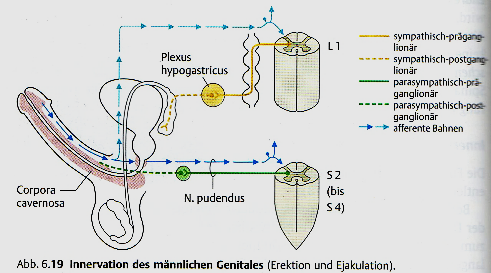 L 1
sympathisch-prägang-
lionär
sympathisch-postgang-
lionär
parasympathisch-prä-
ganglionär
parasympathisch-post-
ganglionär
afferente Bahnen
Plexus
hypogastricus
Corpora
cavernosa
N. pudendus
S 2
(bis
S 4)
Abb. 6.19 Innervation des männlichen Genitales (Erektion und Ejakulation).